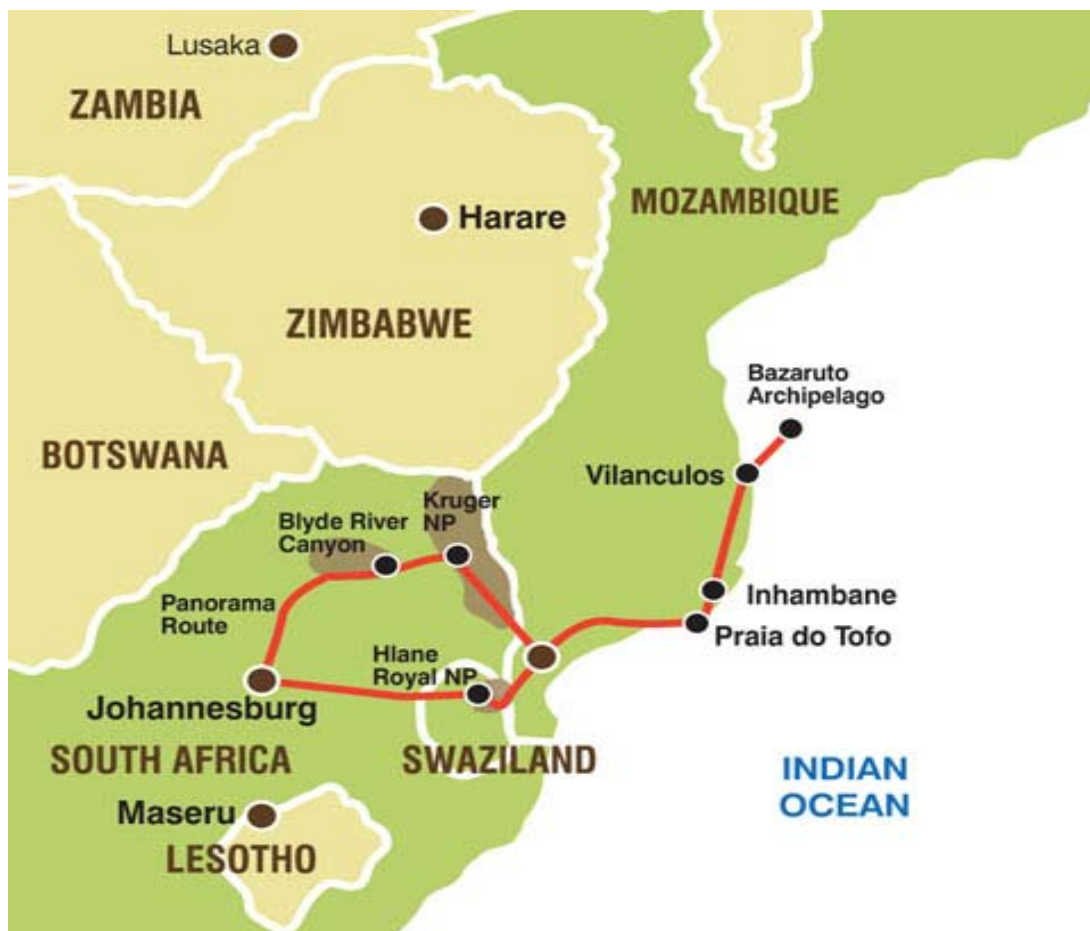 Lusaka
ZAMBIA
MOZAMBIQUE
Harare
ZIMBABWE
Bazaruto
Archipelago
BOTSWANA
Vilanculos
Kruger
NP
Blyde River
Canyon
Panorama
Route
Inhambane
Praia do Tofo
Hlane
Royal NP
Johannesburg
SOUTH AFRICA
SWAZILAND
INDIAN
OCEAN
Maseru
LESOTHO